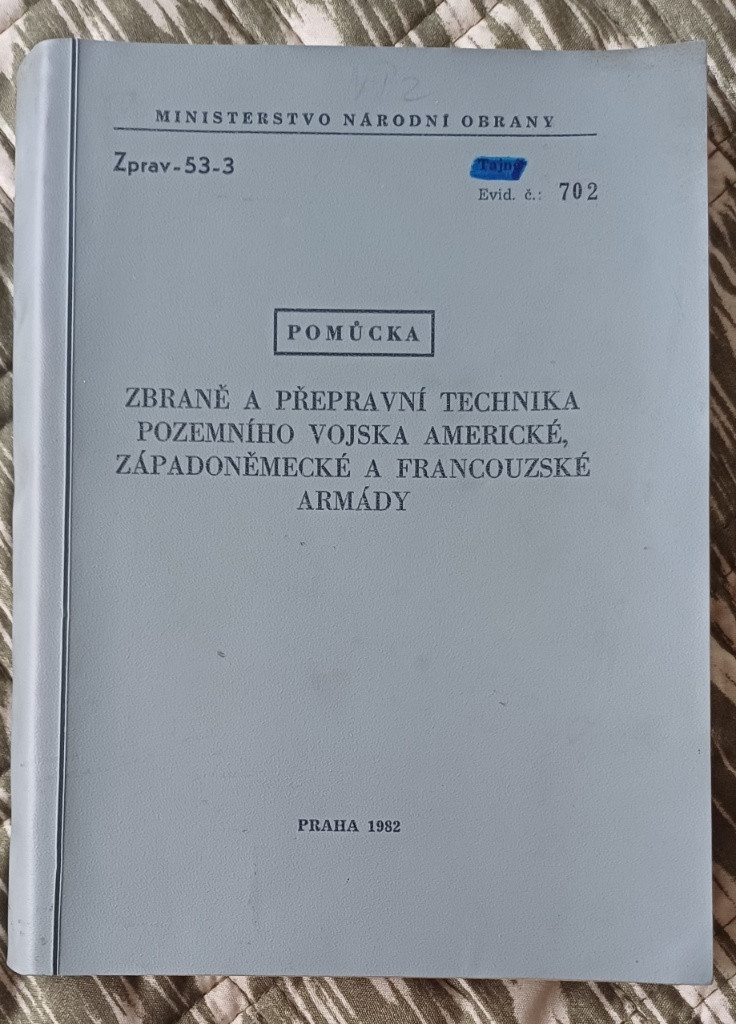 MINISTERSTVO NÁRODNÍ OBRANY
Zprav-53-3
Tajné
Evid. č.: 702
POMŮCKA
ZBRANĚ A PŘEPRAVNÍ TECHNIKA
POZEMNÍHO VOJSKA AMERICKÉ,
ZÁPADONĚMECKÉ A FRANCOUZSKÉ
ARMÁDY
PRAHA 1982